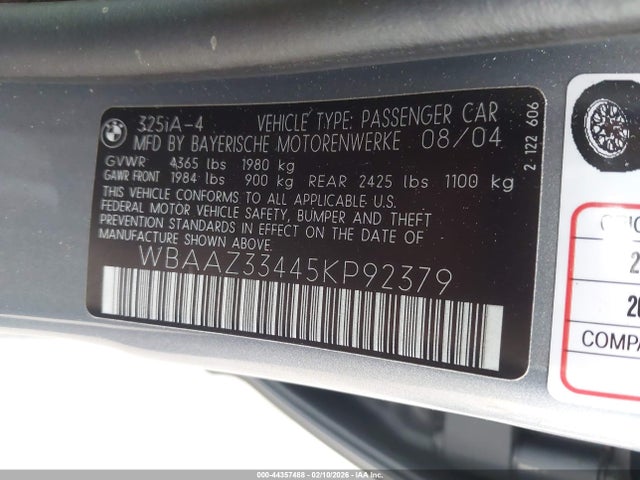 BMW
325iA-4 VEHICLE TYPE: PASSENGER CAR
MFD BY BAYERISCHE MOTORENWERKE 08/04
GVWR 4365 lbs 1980 kg
GAWR FRONT 1984 lbs 900 kg REAR 2425 lbs 1100 kg
THIS VEHICLE CONFORMS TO ALL APPLICABLE
FEDERAL MOTOR VEHICLE SAFETY, BUMPER AND THEFT
PREVENTION STANDARDS IN EFFECT ON THE DATE OF
MANUFACTURE SHOWN ABOVE.
WBAAZ33445KP92379
2 122 606
COMPA
000-44357468 - 02/10/2026 - COPART